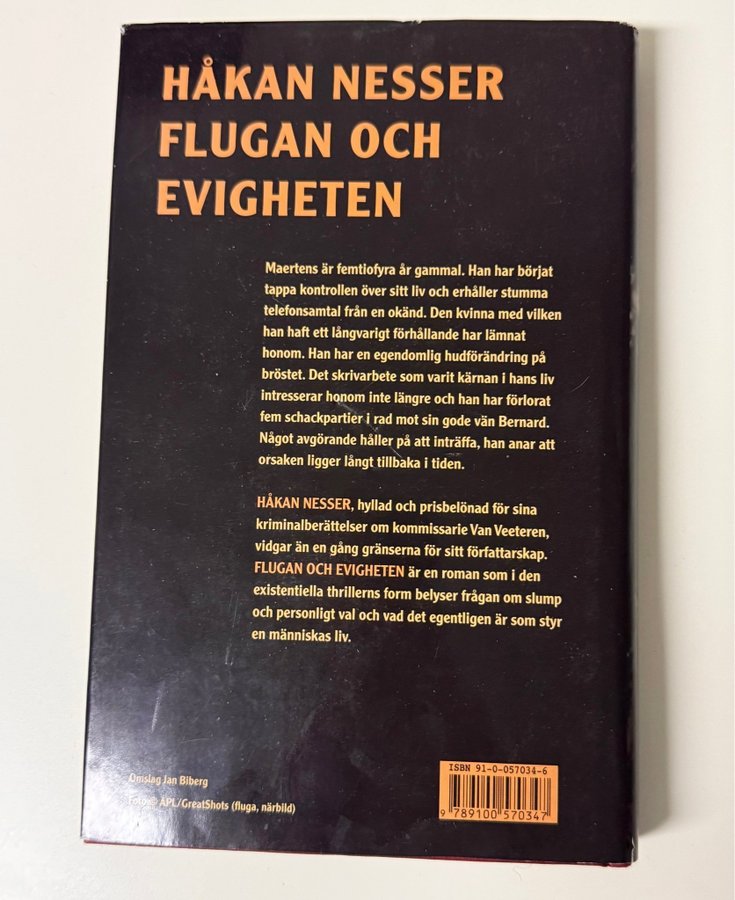 HÅKAN NESSER
FLUGAN OCH
EVIGHETEN
Maertens är femtiofyra år gammal. Han har börjat
tappa kontrollen över sitt liv och erhåller stumma
telefonsamtal från en okänd. Den kvinna med vilken
han haft ett långvarigt förhållande har lämnat
honom. Han har en egendomlig hudförändring på
bröstet. Det skrivarbete som varit kärnan i hans liv
intresserar honom inte längre och han har förlorat
fem schackpartier i rad mot sin gode vän Bernard.
Något avgörande håller på att inträffa, han anar att
orsaken ligger långt tillbaka i tiden.
HÅKAN NESSER, hyllad och prisbelönad för sina
kriminalberättelser om kommissarie Van Veeteren,
vidgar än en gång gränserna för sitt författarskap.
FLUGAN OCH EVIGHETEN är en roman som i den
existentiella thrillerns form belyser frågan om slump
och personligt val och vad det egentligen är som styr
en människas liv.
Omslag Jan Biberg
Foto © APL/GreatShots (fluga, närbild)
ISBN 91-0-057034-6
9 789100 570347